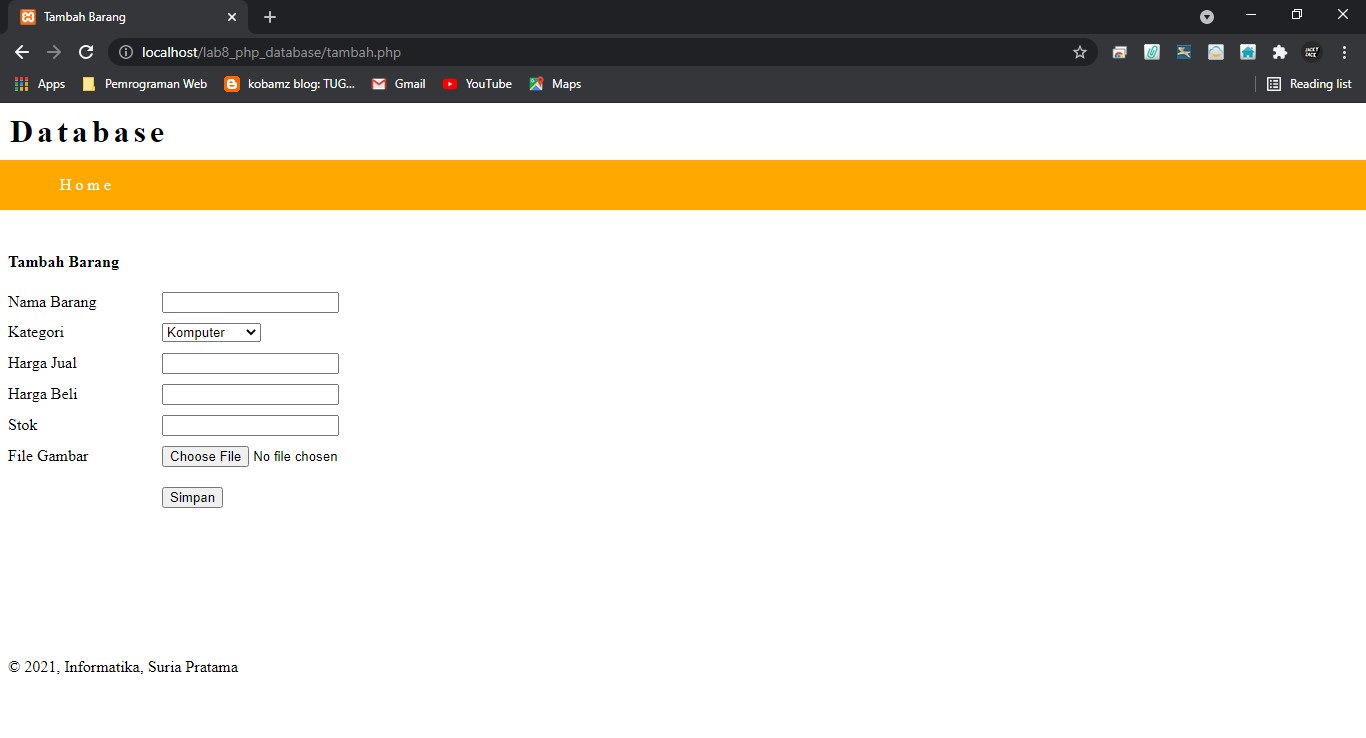 Tambah Barang
localhost/lab8_php_database/tambah.php
Apps Pemrograman Web kobamz blog: TUG... Gmail YouTube Maps Reading list
Database
Home
Tambah Barang
Nama Barang
Kategori Komputer
Harga Jual
Harga Beli
Stok
File Gambar Choose File No file chosen
Simpan
© 2021, Informatika, Suria Pratama